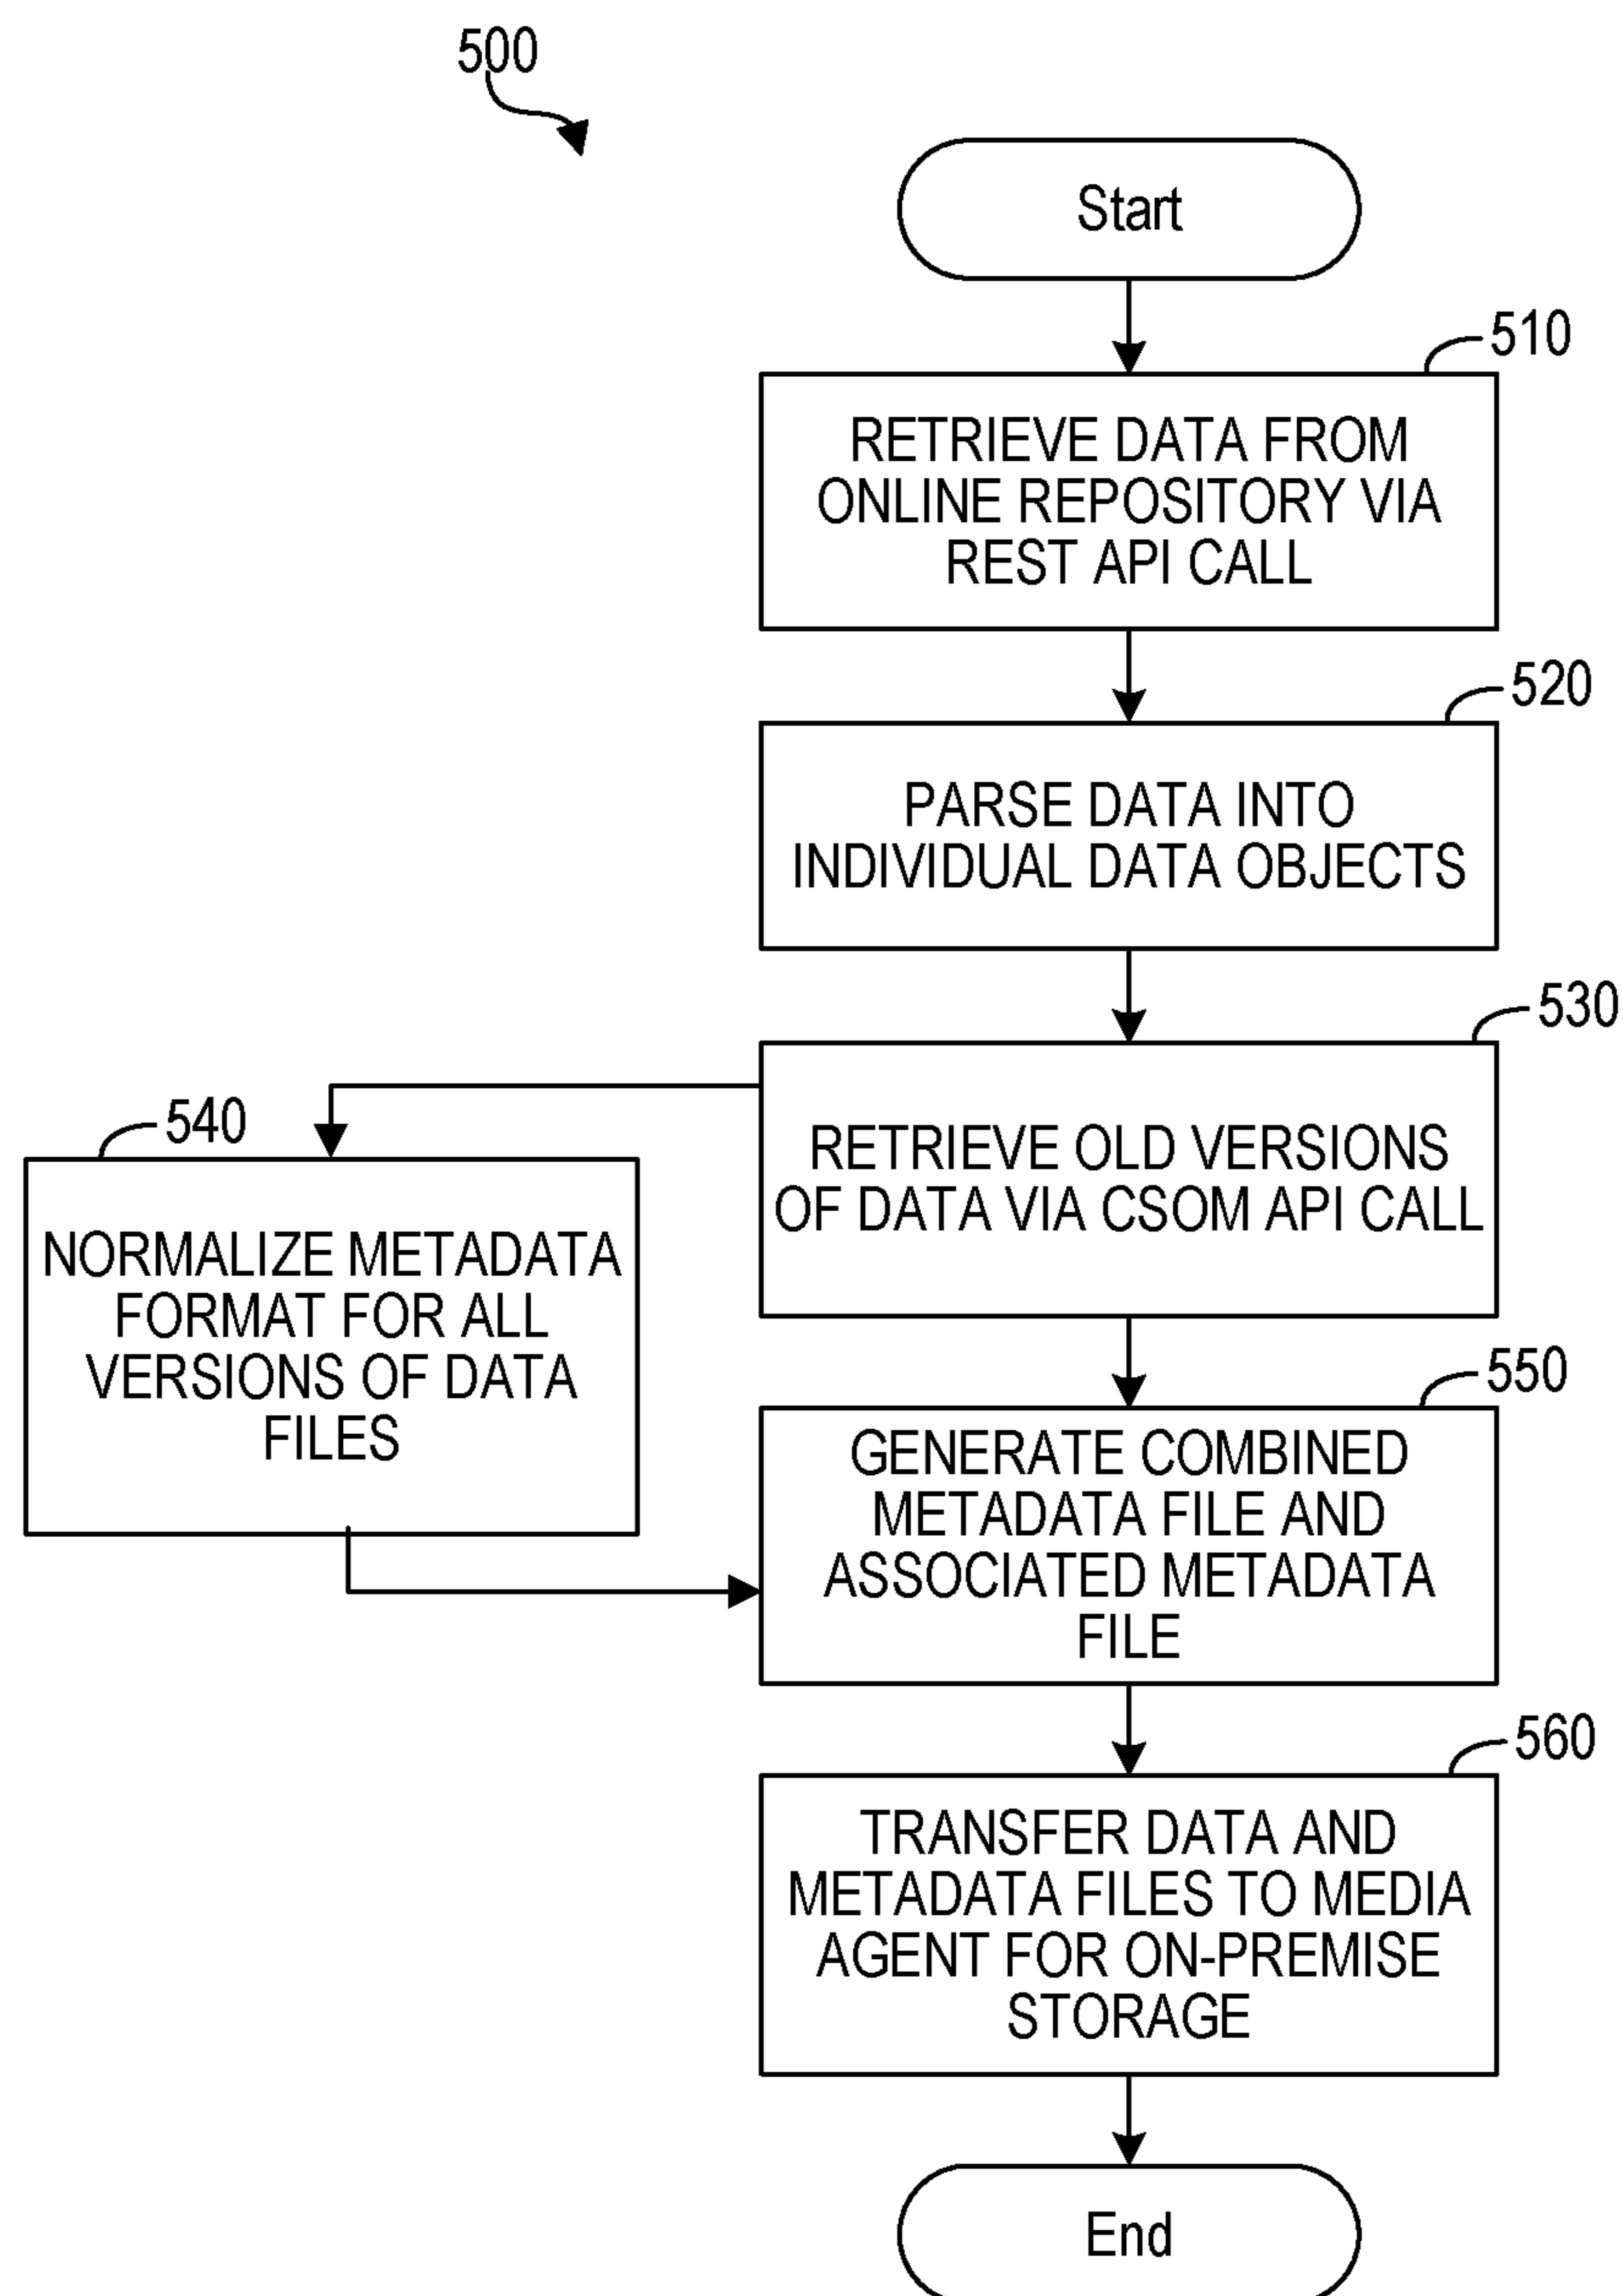 500
Start
510
RETRIEVE DATA FROM
ONLINE REPOSITORY VIA
REST API CALL
520
PARSE DATA INTO
INDIVIDUAL DATA OBJECTS
530
RETRIEVE OLD VERSIONS
OF DATA VIA CSOM API CALL
540
NORMALIZE METADATA
FORMAT FOR ALL
VERSIONS OF DATA
FILES
550
GENERATE COMBINED
METADATA FILE AND
ASSOCIATED METADATA
FILE
560
TRANSFER DATA AND
METADATA FILES TO MEDIA
AGENT FOR ON-PREMISE
STORAGE
End